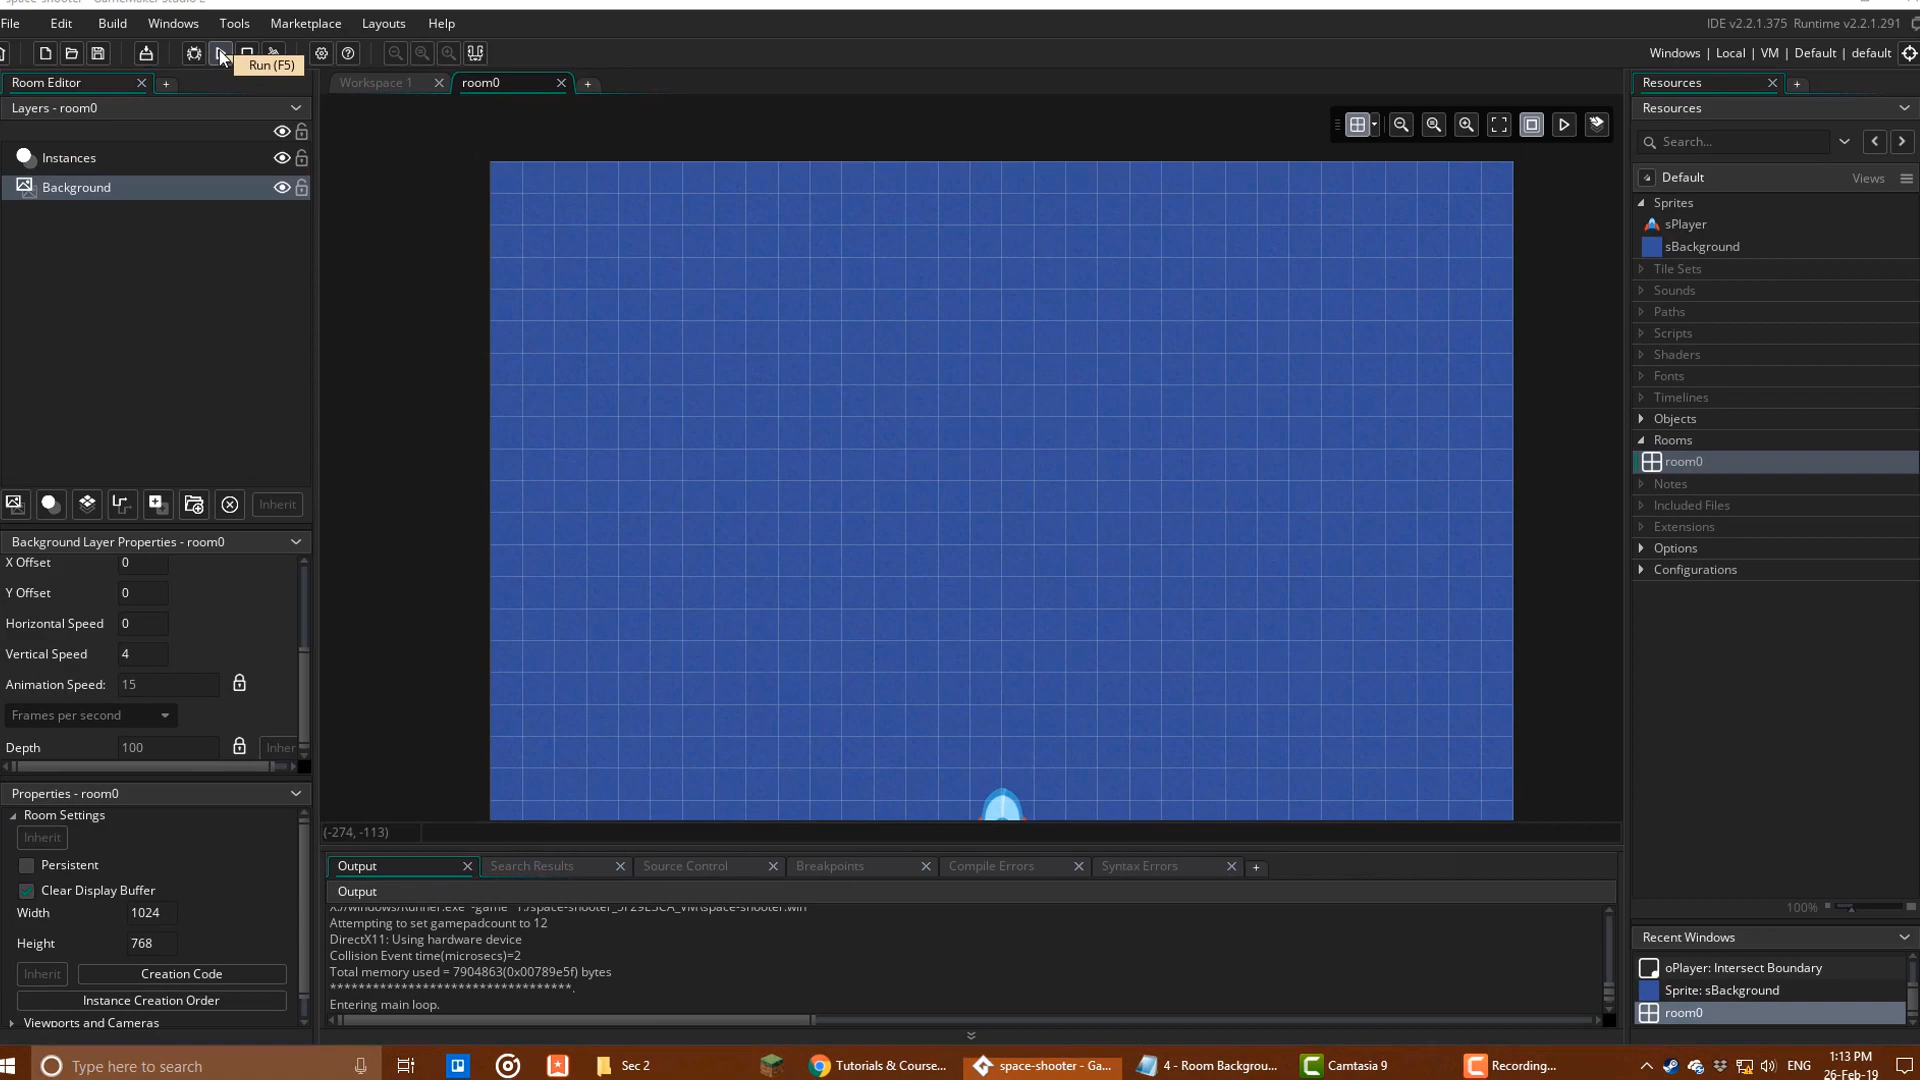 File Edit Build Windows Tools Marketplace Layouts Help
IDE v2.2.1.375 Runtime v2.2.1.291
Run (F5)
Windows | Local | VM | Default | default
Room Editor
Workspace 1 room0
Resources
Layers - room0
Resources
Search...
Instances
Background
Default Views
Sprites
sPlayer
sBackground
Tile Sets
Sounds
Paths
Scripts
Shaders
Fonts
Timelines
Objects
Rooms
room0
Notes
Included Files
Extensions
Options
Configurations
Inherit
Background Layer Properties - room0
X Offset 0
Y Offset 0
Horizontal Speed 0
Vertical Speed 4
Animation Speed: 15
Frames per second
Depth 100 Inher
Properties - room0
Room Settings
Inherit
Persistent
Clear Display Buffer
Width 1024
Height 768
Inherit Creation Code
Instance Creation Order
Viewports and Cameras
(-274, -113)
Output Search Results Source Control Breakpoints Compile Errors Syntax Errors
Output
Attempting to set gamepadcount to 12
DirectX11: Using hardware device
Collision Event time(microsecs)=2
Total memory used = 7904863(0x00789e5f) bytes
**********************************.
Entering main loop.
100%
Recent Windows
oPlayer: Intersect Boundary
Sprite: sBackground
room0
Type here to search
Sec 2
Tutorials & Course...
space-shooter - Ga...
4 - Room Backgrou...
Camtasia 9
Recording...
ENG
1:13 PM
26-Feb-19